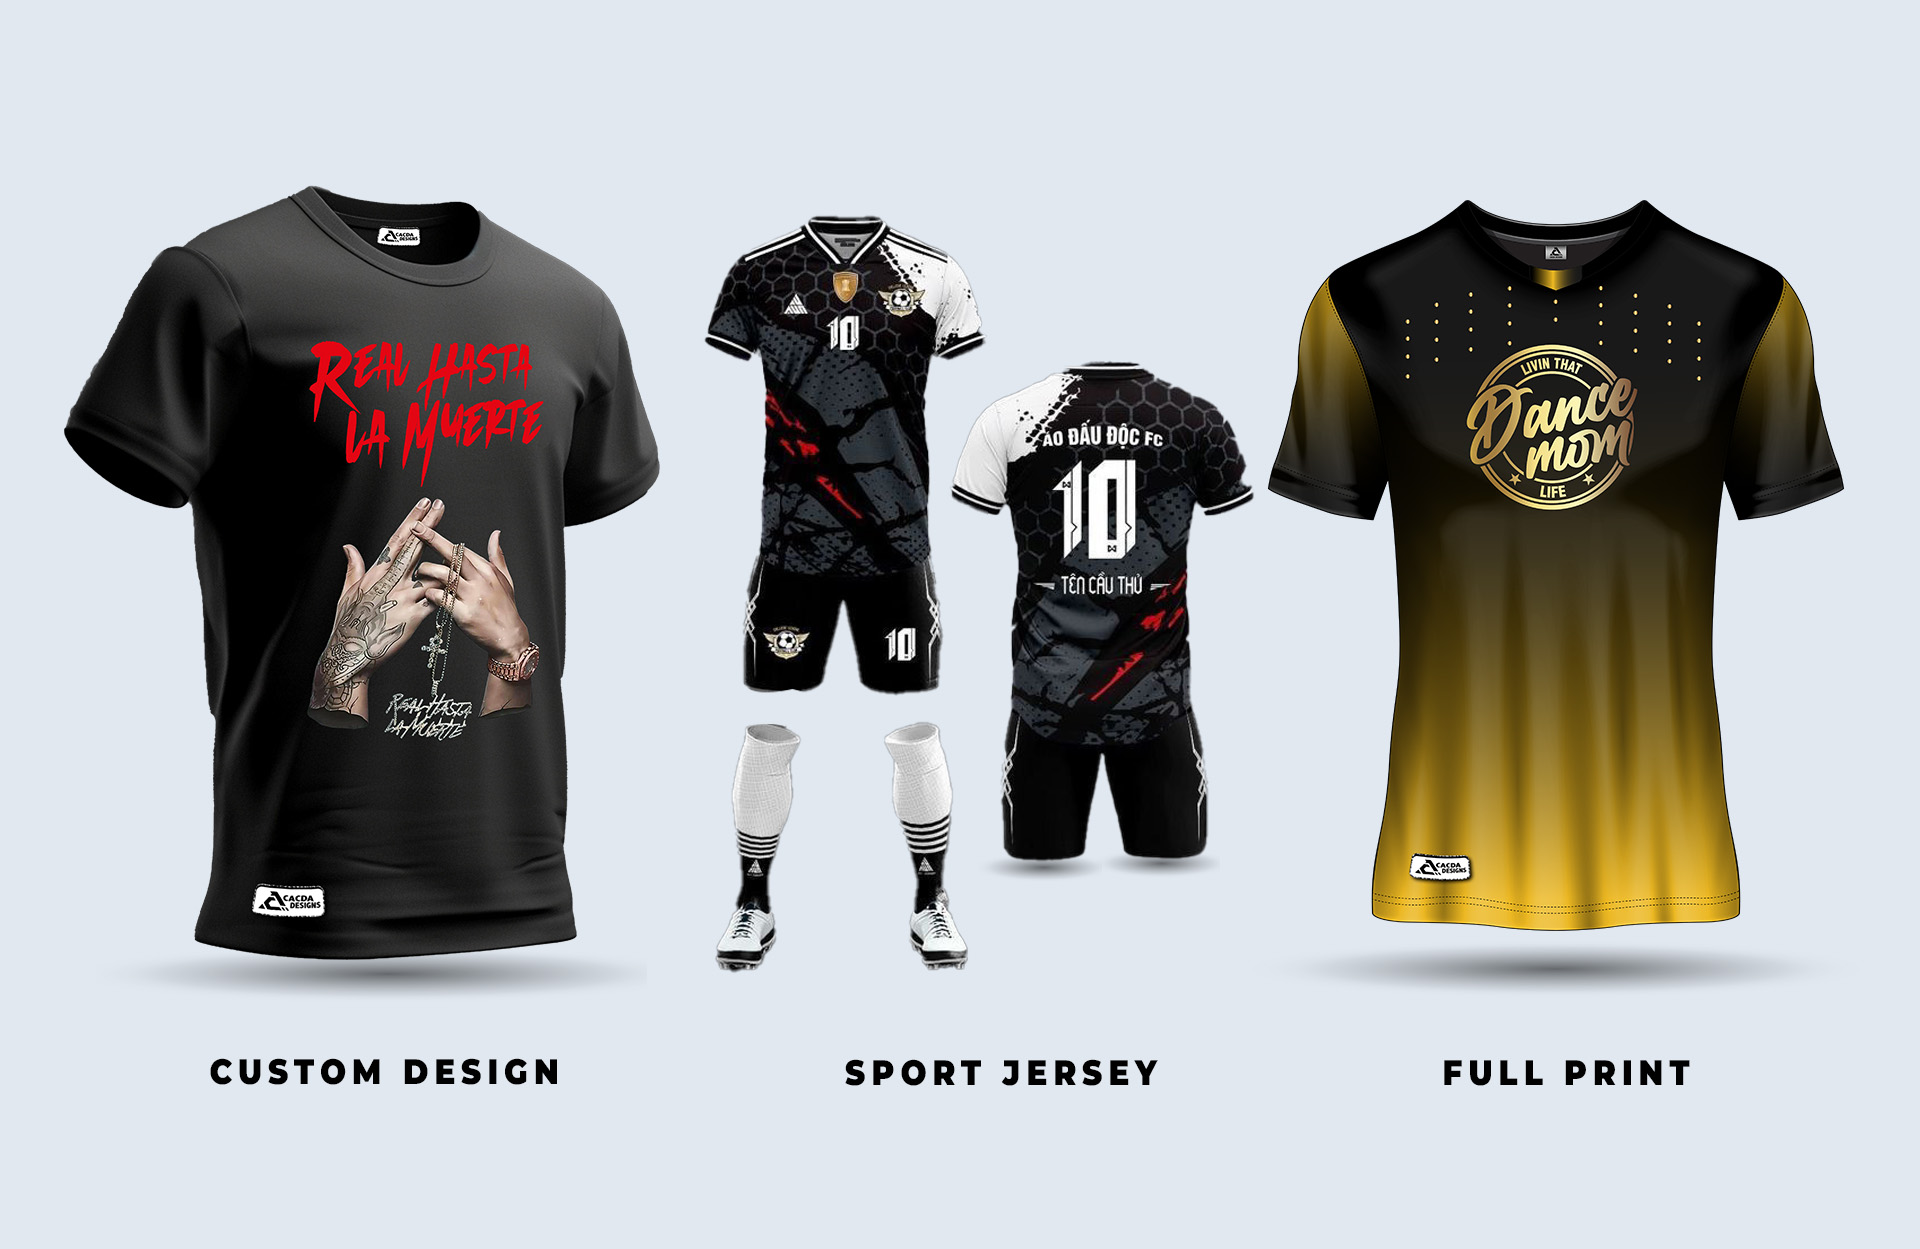 CACDA
DESIGNS
REAL HASTA
LA MUERTE
REAL HASTA
LA MUERTE
CACDA
DESIGNS
CUSTOM DESIGN
10
10
ÁO ĐẤU ĐỘC FC
10
TÊN CẦU THỦ
SPORT JERSEY
LIVIN THAT
Dance
mom
LIFE
CACDA
DESIGNS
FULL PRINT